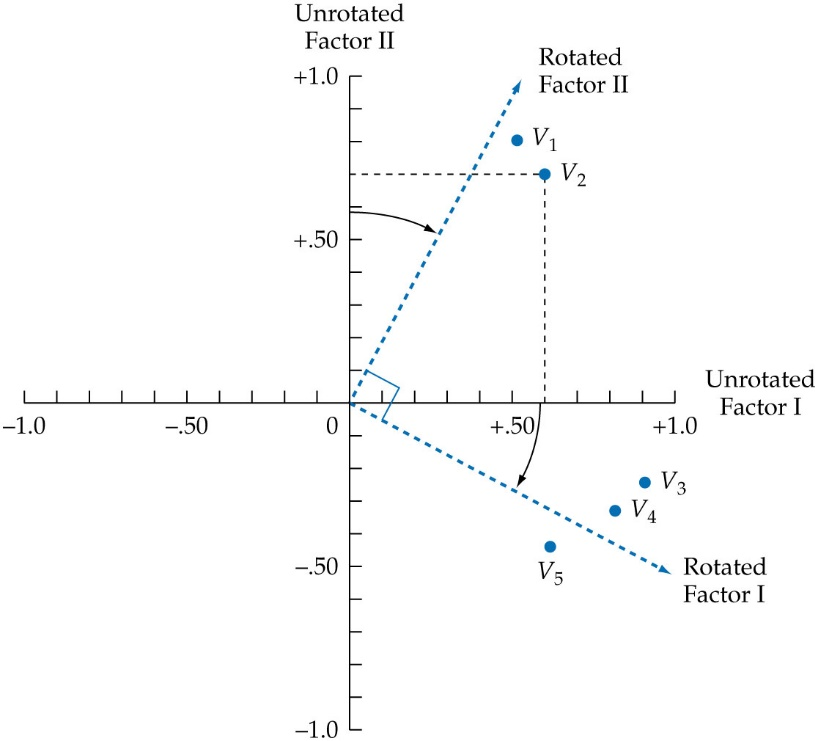 Unrotated
Factor II
+1.0
Rotated
Factor II
V1
V2
+.50
Unrotated
Factor I
–1.0
–.50
0
+.50
+1.0
V3
V4
V5
–.50
Rotated
Factor I
–1.0